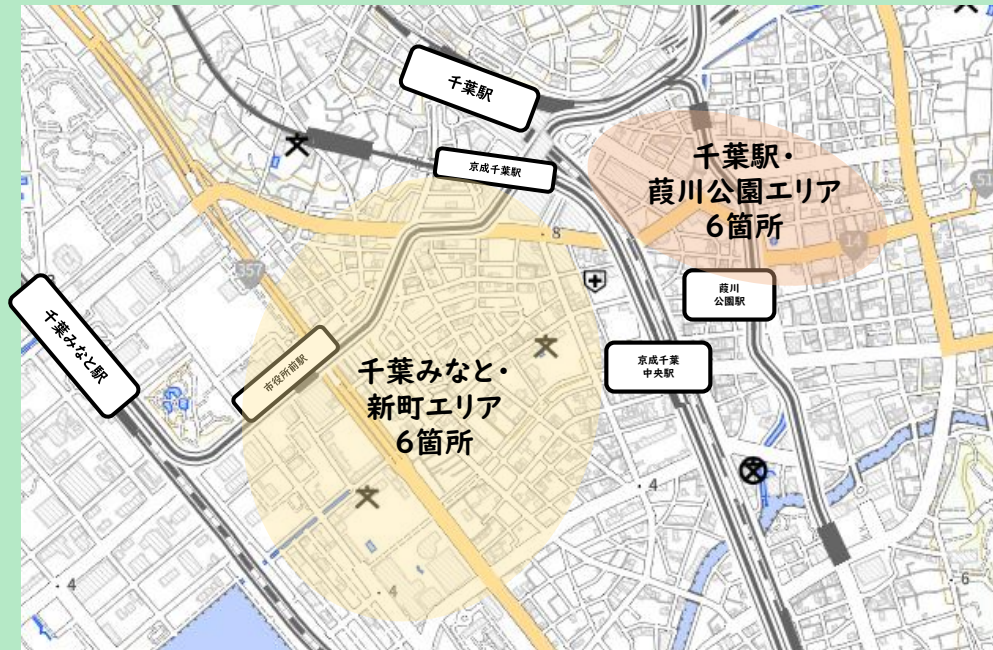 千葉駅
京成千葉駅
千葉駅・
葭川公園エリア
6箇所
51
8
14
357
葭川
公園駅
千葉みなと駅
市役所前駅
千葉みなと・
新町エリア
6箇所
京成千葉
中央駅
4
4
4
6